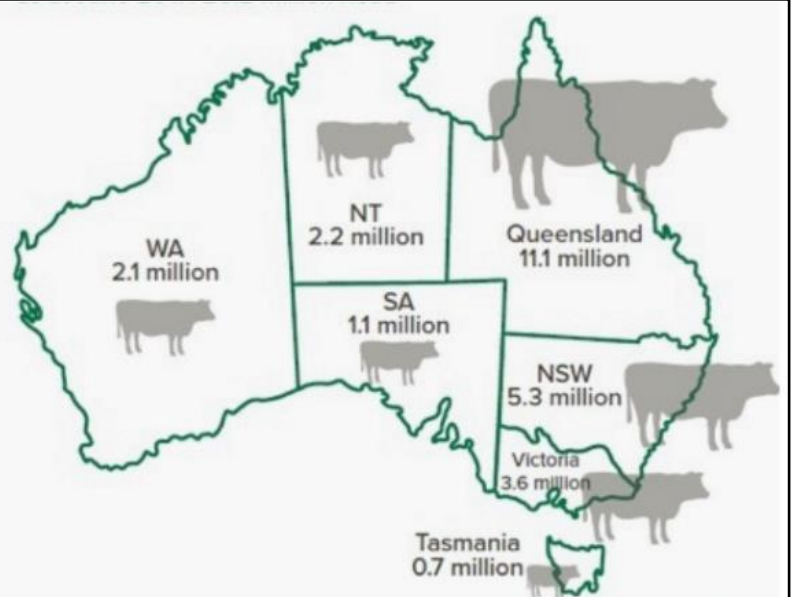 NT
2.2 million
Queensland
11.1 million
WA
2.1 million
SA
1.1 million
NSW
5.3 million
Victoria
3.6 million
Tasmania
0.7 million